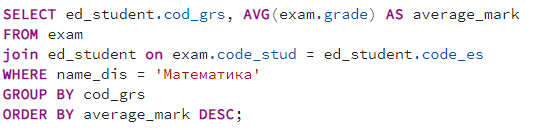 SELECT ed_student.cod_grs, AVG(exam.grade) AS average_mark
FROM exam
join ed_student on exam.code_stud = ed_student.code_es
WHERE name_dis = 'Математика'
GROUP BY cod_grs
ORDER BY average_mark DESC;